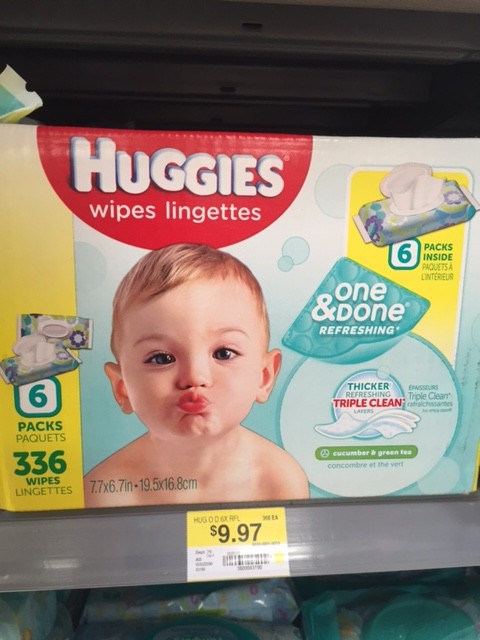 HUGGIES®
wipes lingettes
6
PACKS
INSIDE
PAQUETS À
L'INTÉRIEUR
one
&DONE®
REFRESHING*
6
PACKS
PAQUETS
336
WIPES
LINGETTES
THICKER
REFRESHING
TRIPLE CLEAN*
LAYERS
ÉPAISSEURS
Triple Clean*
rafraîchissantes
cucumber & green tea
concombre et thé vert
7.7x6.7in • 19.5x16.8cm
HUG O D 6X RFL
$9.97